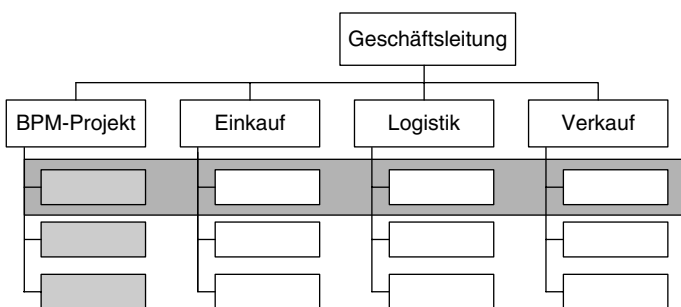 Geschäftsleitung
BPM-Projekt
Einkauf
Logistik
Verkauf